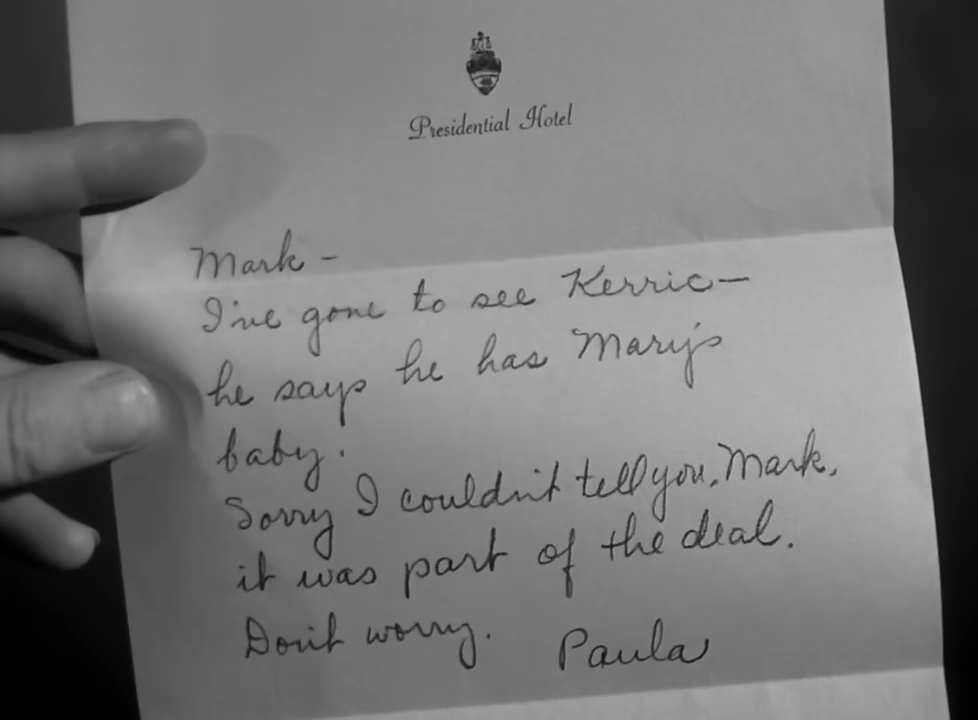 Presidential Hotel
Mark -
I've gone to see Kerric—
he says he has Mary's
baby.
Sorry I couldn't tell you, Mark,
it was part of the deal.
Don't worry. Paula